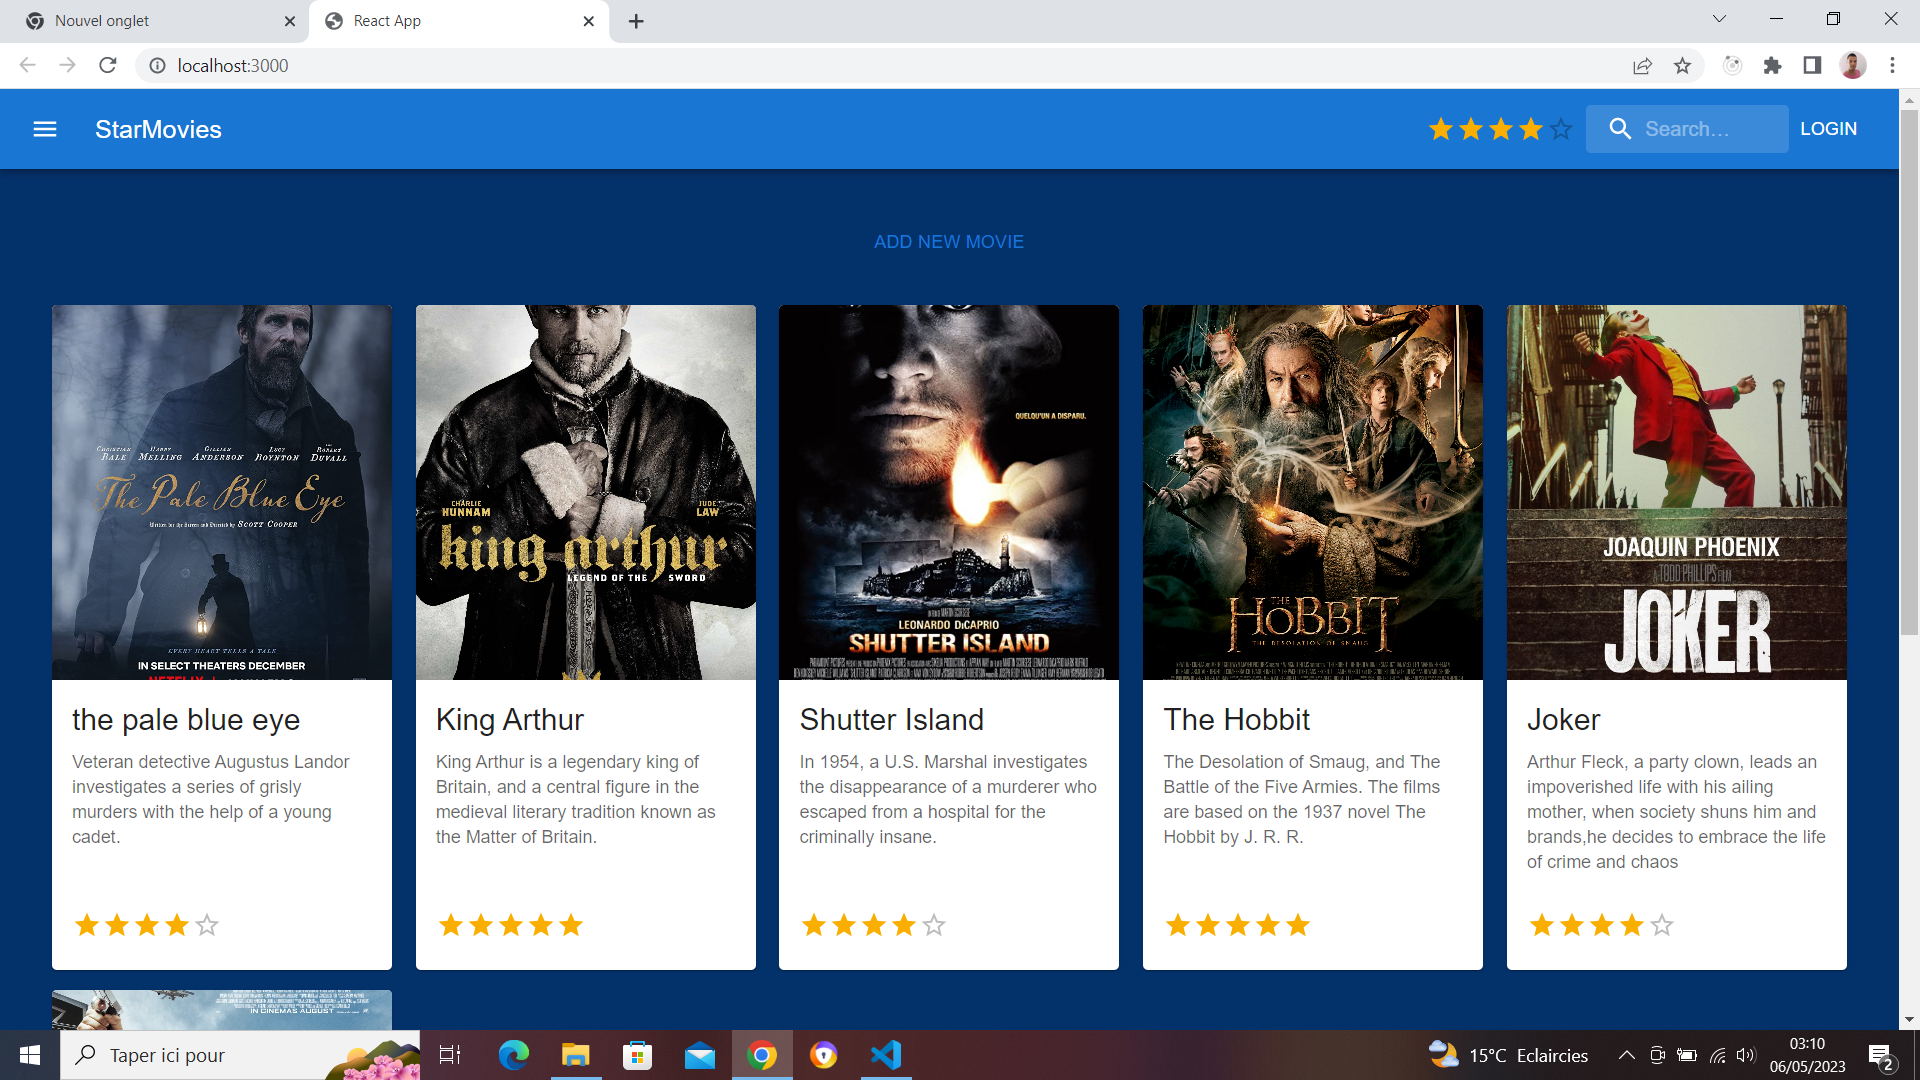 Nouvel onglet
React App
localhost:3000
StarMovies
Search...
LOGIN
ADD NEW MOVIE
CHRISTIAN BALE HARRY MELLING GILLIAN ANDERSON LUCY BOYNTON ROBERT DUVALL
The Pale Blue Eye
Written for the Screen and Directed by SCOTT COOPER
EVERY HEART TELLS A TALE
IN SELECT THEATERS DECEMBER
the pale blue eye
Veteran detective Augustus Landor
investigates a series of grisly
murders with the help of a young
cadet.
CHARLIE HUNNAM
JUDE LAW
king arthur
LEGEND OF THE SWORD
King Arthur
King Arthur is a legendary king of
Britain, and a central figure in the
medieval literary tradition known as
the Matter of Britain.
QUELQU'UN A DISPARU.
UN FILM DE MARTIN SCORSESE
LEONARDO DiCAPRIO
SHUTTER ISLAND
Shutter Island
In 1954, a U.S. Marshal investigates
the disappearance of a murderer who
escaped from a hospital for the
criminally insane.
THE
HOBBIT
THE DESOLATION OF SMAUG
The Hobbit
The Desolation of Smaug, and The
Battle of the Five Armies. The films
are based on the 1937 novel The
Hobbit by J. R. R.
JOAQUIN PHOENIX
A TODD PHILLIPS FILM
JOKER
Joker
Arthur Fleck, a party clown, leads an
impoverished life with his ailing
mother, when society shuns him and
brands,he decides to embrace the life
of crime and chaos
IN CINEMAS AUGUST
Taper ici pour
15°C Eclaircies
03:10
06/05/2023
2